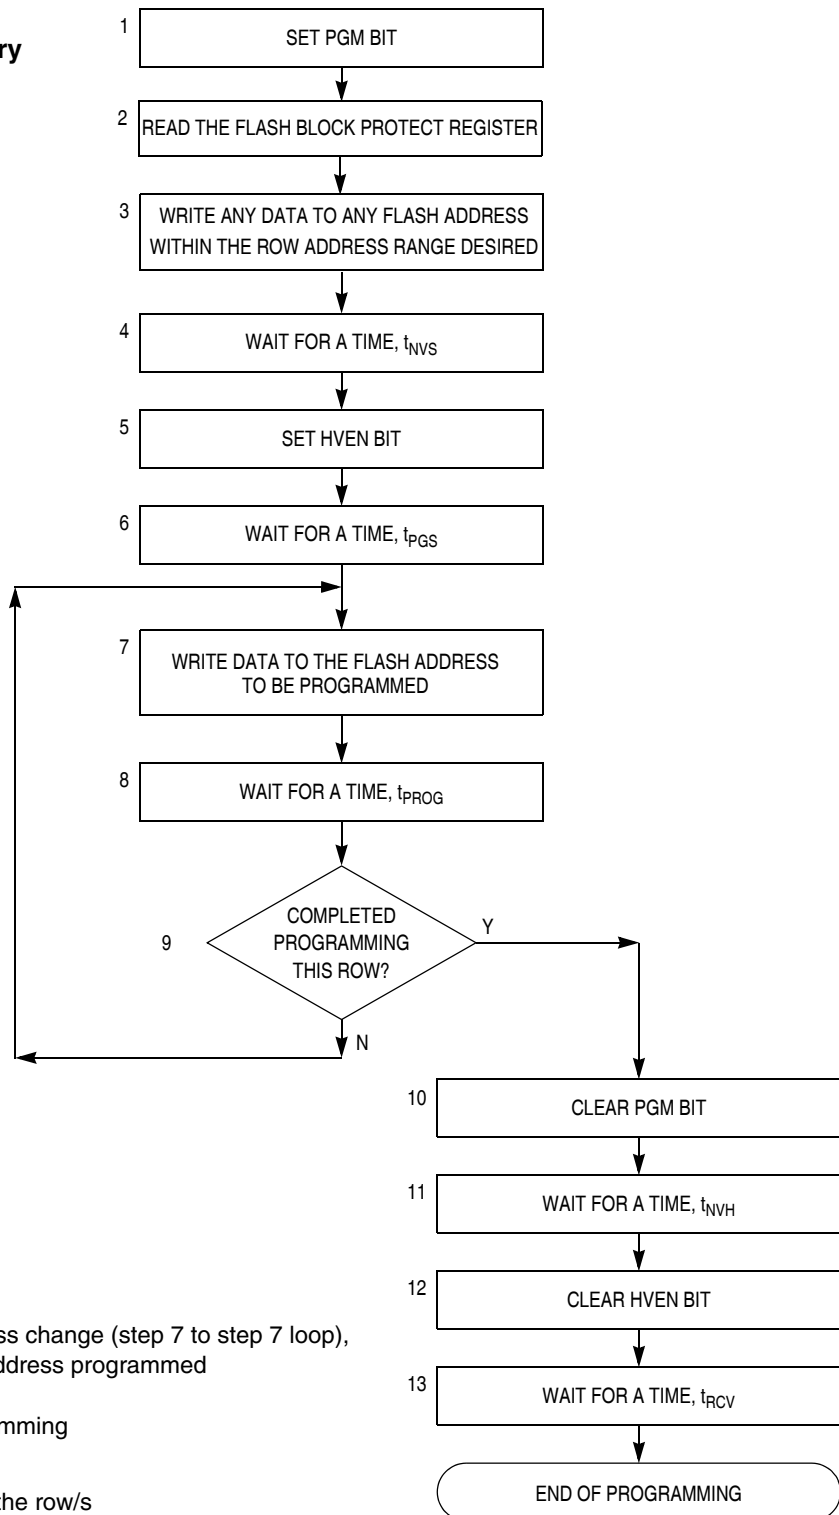 ry
1
SET PGM BIT
2
READ THE FLASH BLOCK PROTECT REGISTER
3
WRITE ANY DATA TO ANY FLASH ADDRESS
WITHIN THE ROW ADDRESS RANGE DESIRED
4
WAIT FOR A TIME, tNVS
5
SET HVEN BIT
6
WAIT FOR A TIME, tPGS
7
WRITE DATA TO THE FLASH ADDRESS
TO BE PROGRAMMED
8
WAIT FOR A TIME, tPROG
9
COMPLETED
PROGRAMMING
THIS ROW?
Y
N
10
CLEAR PGM BIT
11
WAIT FOR A TIME, tNVH
12
CLEAR HVEN BIT
13
WAIT FOR A TIME, tRCV
END OF PROGRAMMING
ss change (step 7 to step 7 loop),
ddress programmed
mming
the row/s